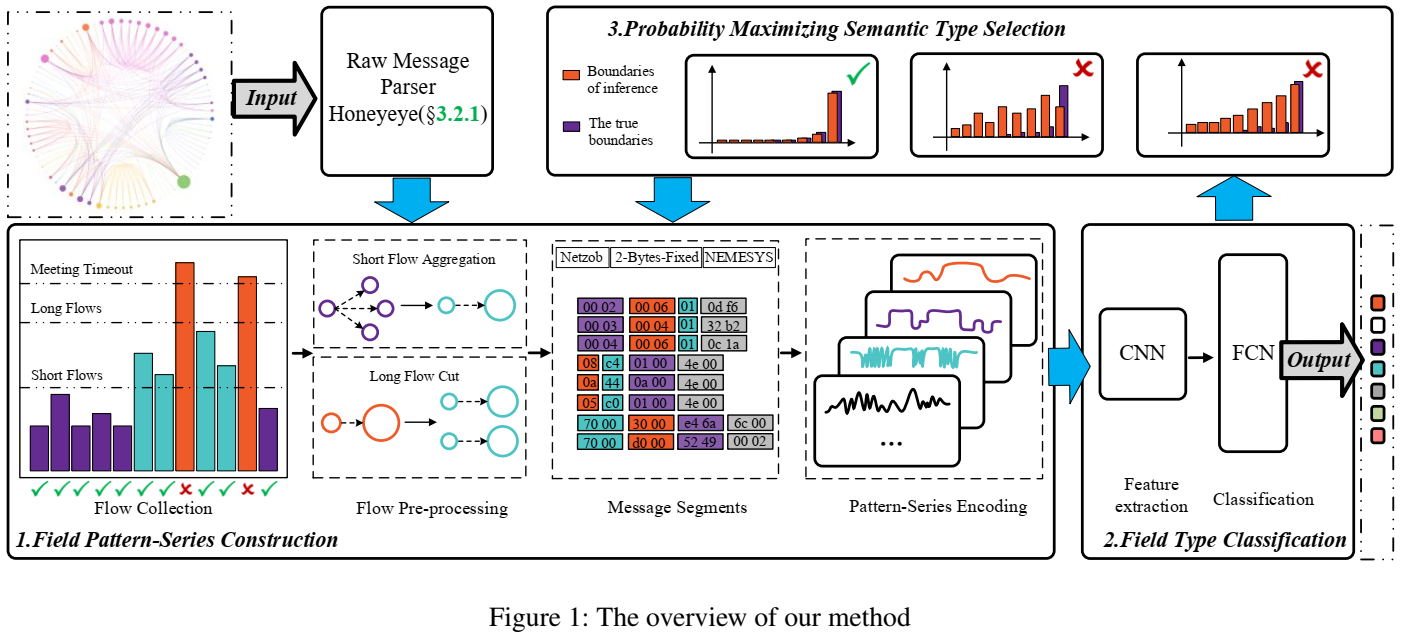 Input
Raw Message
Parser
Honeyeye(§3.2.1)
3.Probability Maximizing Semantic Type Selection
Boundaries
of inference
The true
boundaries
Meeting Timeout
Long Flows
Short Flows
Flow Collection
Short Flow Aggregation
Long Flow Cut
Flow Pre-processing
Netzob 2-Bytes-Fixed NEMESYS
00 02 00 06 01 0d f6
00 03 00 04 01 32 b2
00 04 00 06 01 0c 1a
08 c4 01 00 4e 00
0a 44 0a 00 4e 00
05 c0 01 00 4e 00
70 00 30 00 e4 6a 6c 00
70 00 d0 00 52 49 00 02
Message Segments
...
Pattern-Series Encoding
1.Field Pattern-Series Construction
CNN
FCN
Output
Feature
extraction
Classification
2.Field Type Classification
Figure 1: The overview of our method